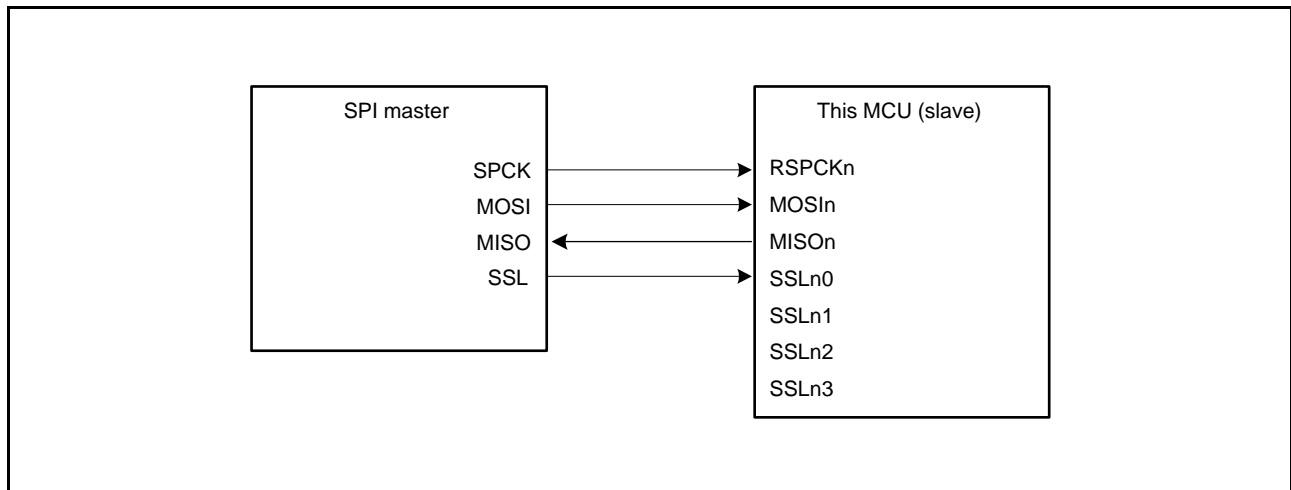 SPI master
SPCK
MOSI
MISO
SSL
This MCU (slave)
RSPCKn
MOSIn
MISOn
SSLn0
SSLn1
SSLn2
SSLn3